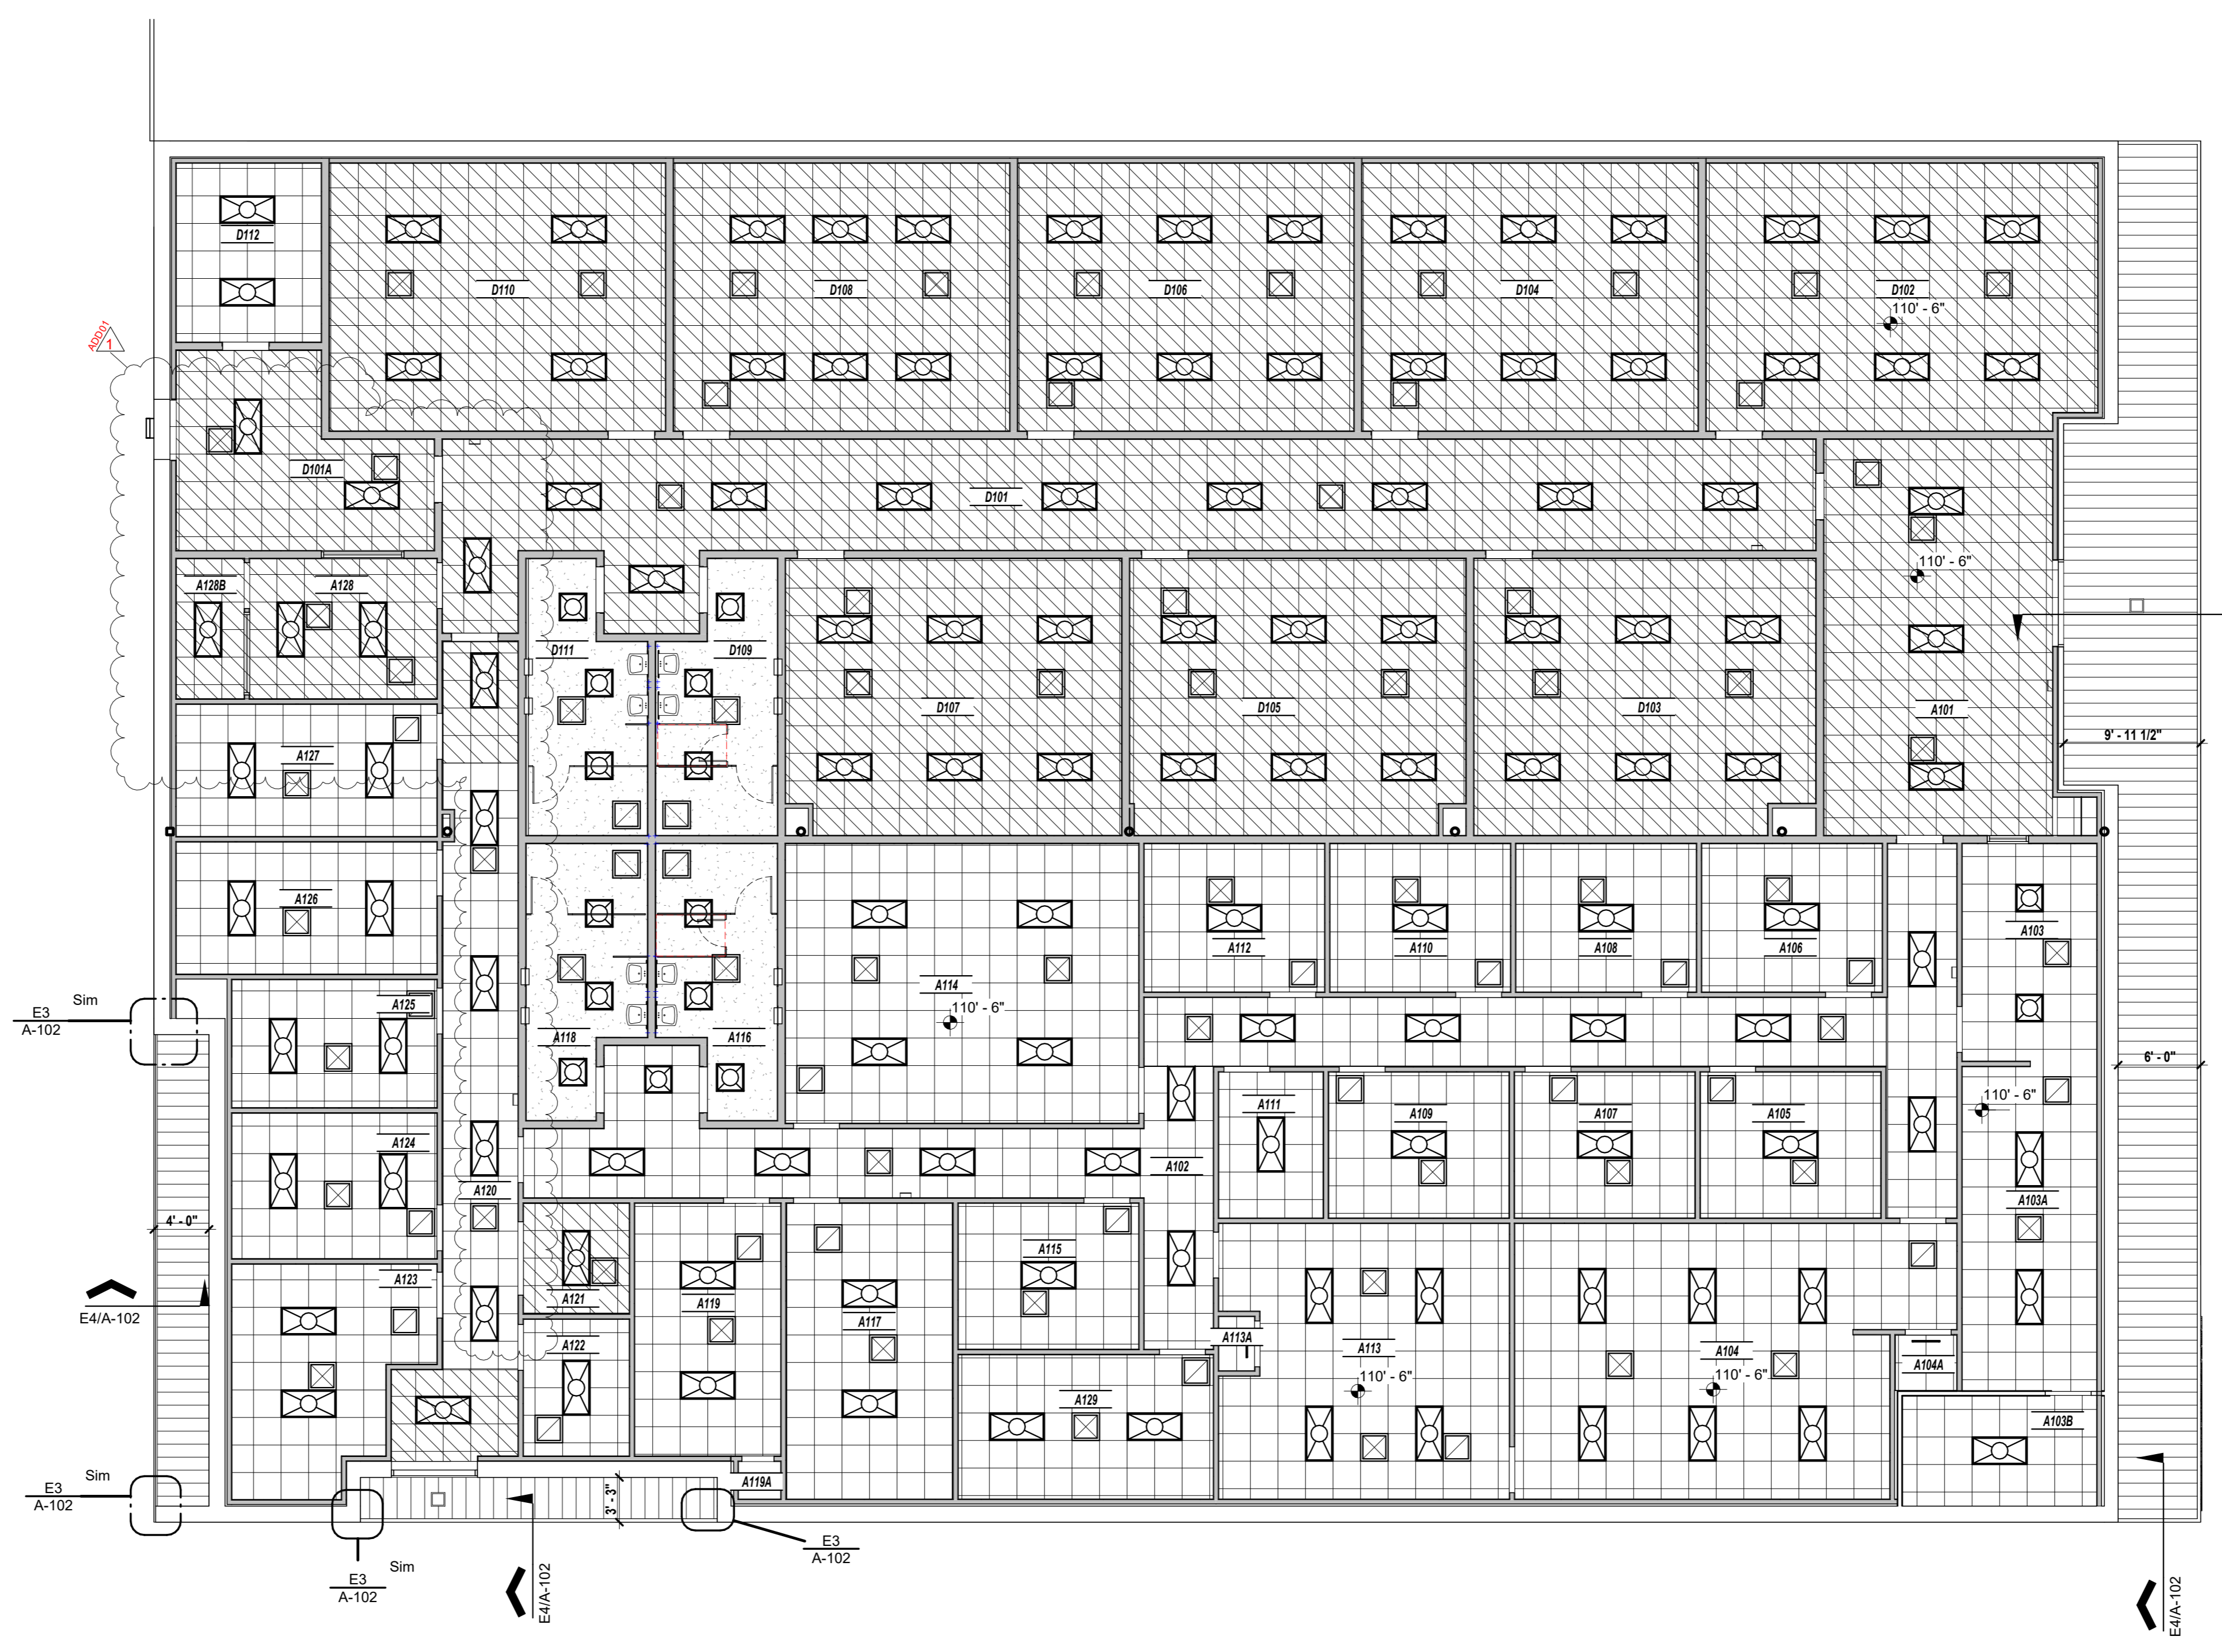 D112
D110
D108
D106
D104
D102
110' - 6"
ADD01
1
D101A
D101
110' - 6"
A128B
A128
D111
D109
D107
D105
D103
A101
9' - 11 1/2"
A127
A126
A112
A110
A108
A106
A103
A114
110' - 6"
A125
Sim
E3
A-102
A118
A116
6' - 0"
110' - 6"
A111
A109
A107
A105
A124
A102
A120
A103A
4' - 0"
A123
A115
A121
A119
A117
A122
A113A
A113
110' - 6"
A104
110' - 6"
A104A
E4/A-102
A129
A103B
Sim
E3
A-102
A119A
3' - 3"
E3
A-102
Sim
E3
A-102
E4/A-102
E4/A-102